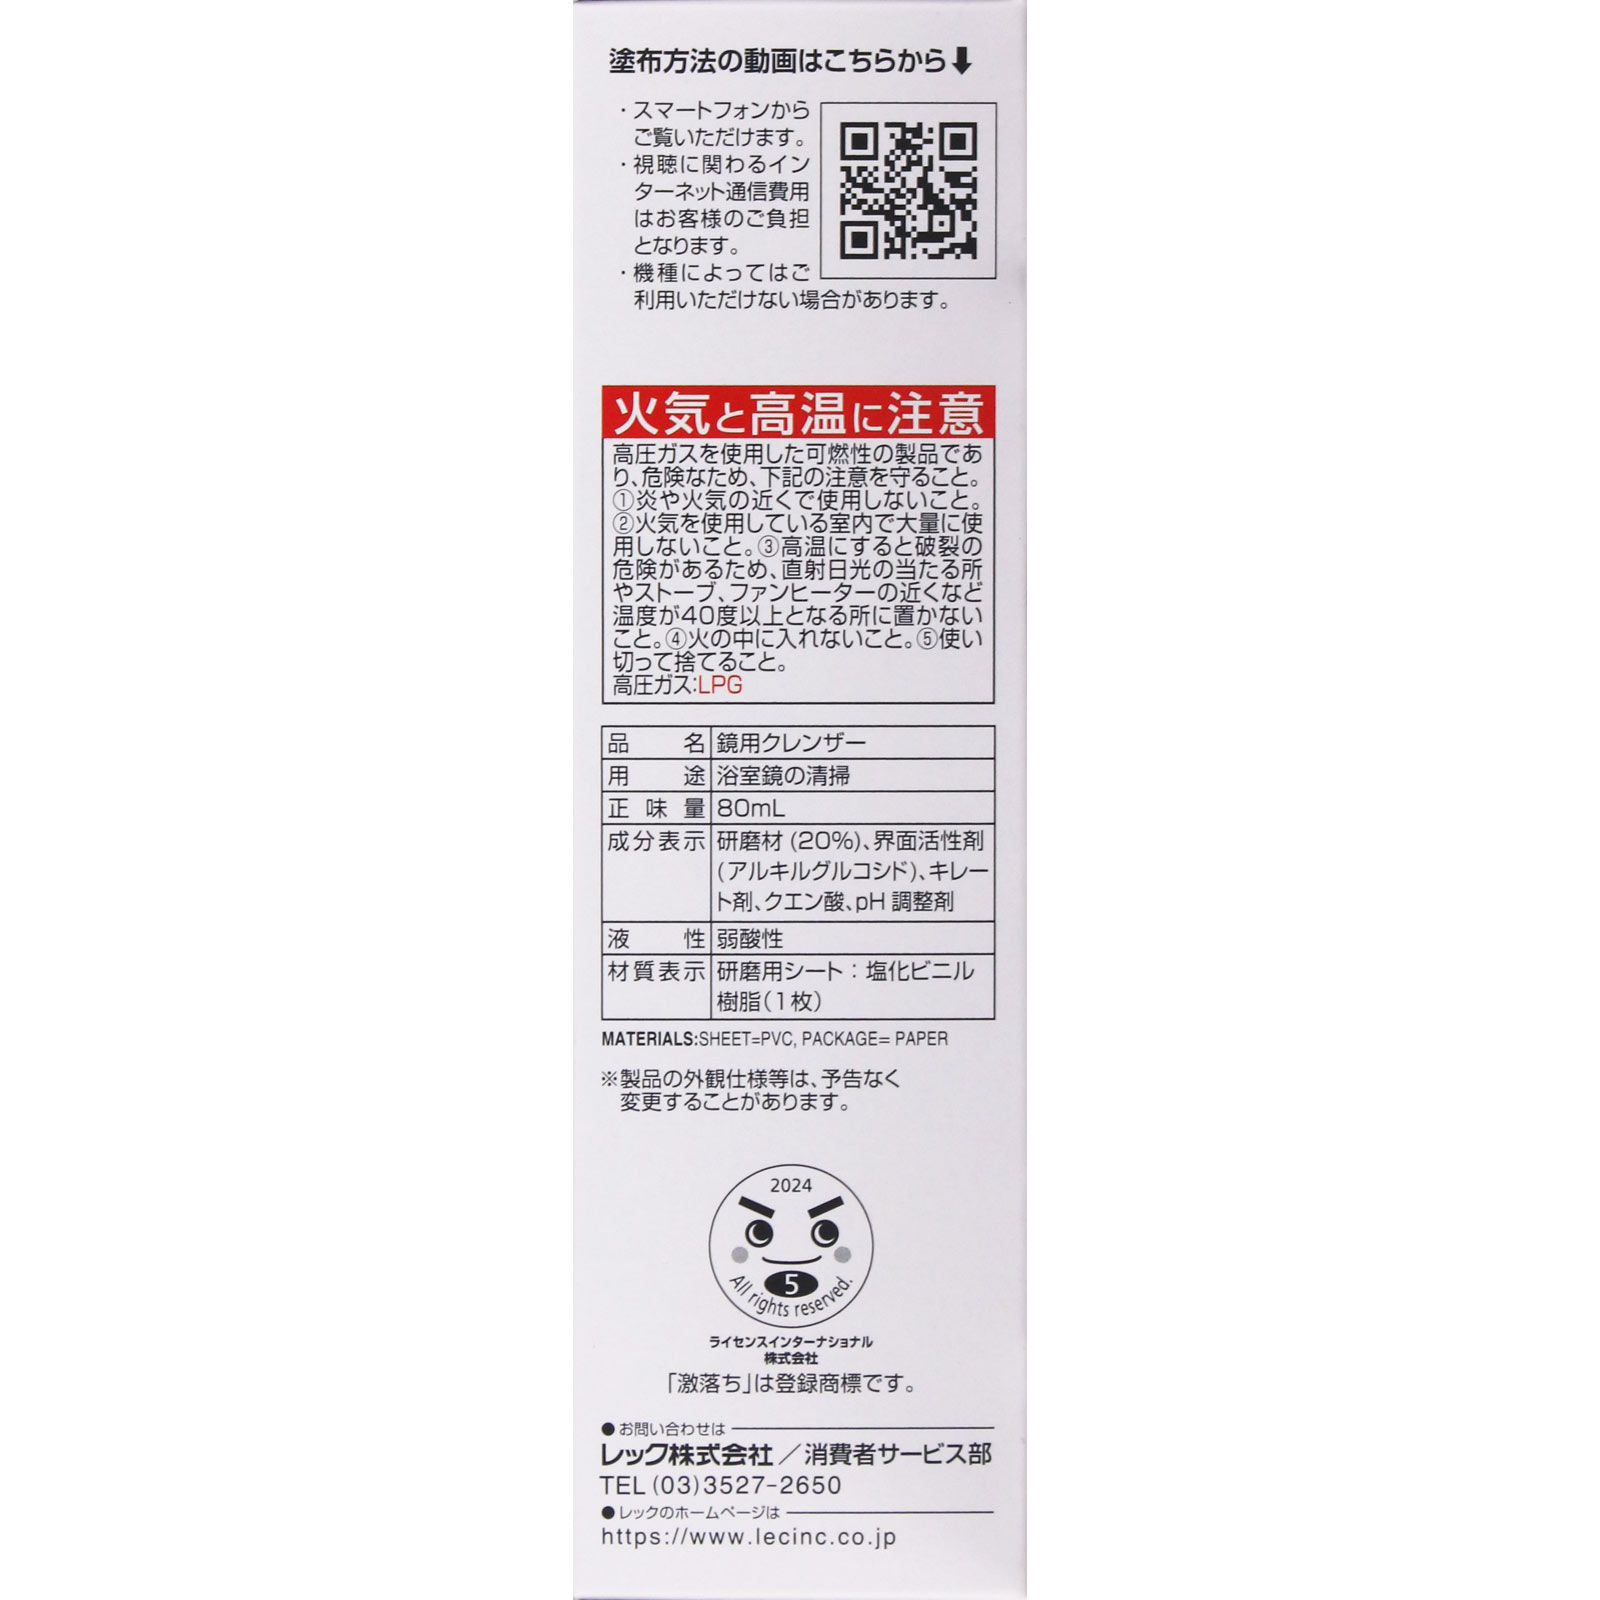 塗布方法の動画はこちらから⬇
・スマートフォンから
ご覧いただけます。
・視聴に関わるイン
ターネット通信費用
はお客様のご負担
となります。
・機種によってはご
利用いただけない場合があります。
火気と高温に注意
高圧ガスを使用した可燃性の製品であ
り、危険なため、下記の注意を守ること。
①炎や火気の近くで使用しないこと。
②火気を使用している室内で大量に使
用しないこと。③高温にすると破裂の
危険があるため、直射日光の当たる所
やストーブ、ファンヒーターの近くなど
温度が40度以上となる所に置かない
こと。④火の中に入れないこと。⑤使い
切って捨てること。
高圧ガス:LPG
品名 鏡用クレンザー
用途 浴室鏡の清掃
正味量 80mL
成分表示 研磨材 (20%)、界面活性剤
(アルキルグルコシド)、キレー
ト剤、クエン酸、pH 調整剤
液性 弱酸性
材質表示 研磨用シート：塩化ビニル
樹脂(1枚)
MATERIALS:SHEET=PVC, PACKAGE= PAPER
※製品の外観仕様等は、予告なく
変更することがあります。
2024
5
All rights reserved.
ライセンスインターナショナル
株式会社
「激落ち」は登録商標です。
●お問い合わせは
レック株式会社／消費者サービス部
TEL (03)3527-2650
●レックのホームページは
https://www.lecinc.co.jp